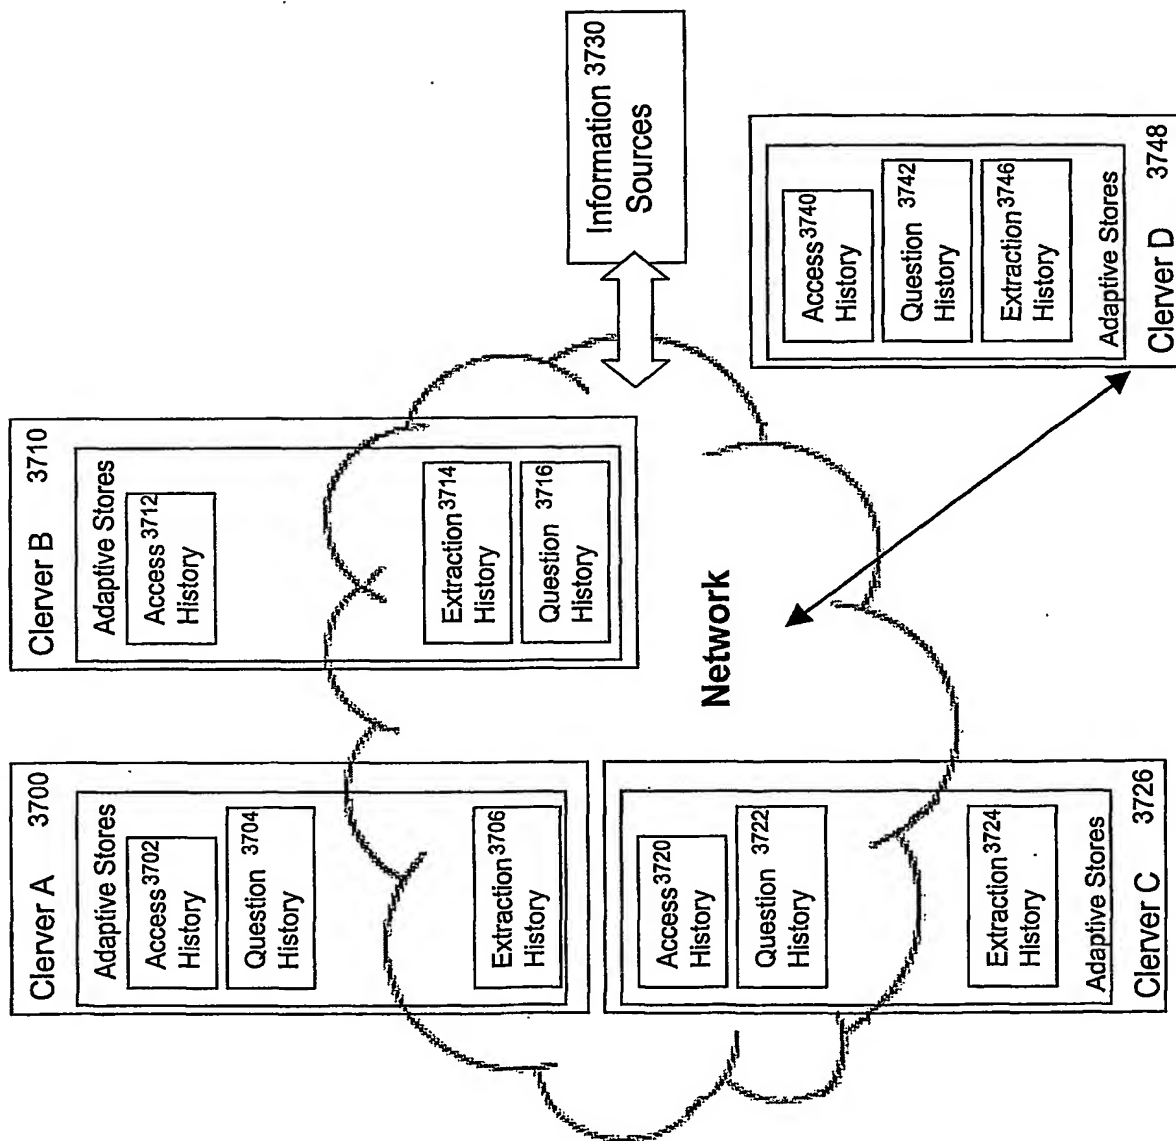 Clerver A 3700
Adaptive Stores
Access 3702
History
Question 3704
History
Extraction 3706
History
Clerver B 3710
Adaptive Stores
Access 3712
History
Extraction 3714
History
Question 3716
History
Information 3730
Sources
Network
Access 3720
History
Question 3722
History
Extraction 3724
History
Adaptive Stores
Clerver C 3726
Access 3740
History
Question 3742
History
Extraction 3746
History
Adaptive Stores
Clerver D 3748